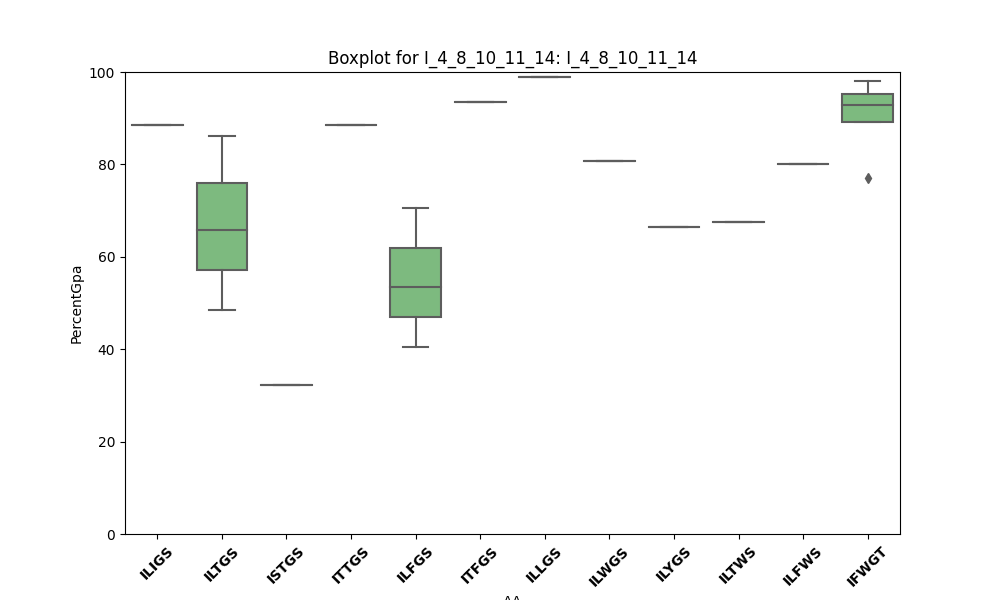 Boxplot for I_4_8_10_11_14: I_4_8_10_11_14
100
80
60
40
20
0
PercentGpa
ILIGS
ILTGS
ISTGS
ITTGS
ILFGS
ITFGS
ILLGS
ILWGS
ILYGS
ILTWS
ILFWS
IFWGT
AA